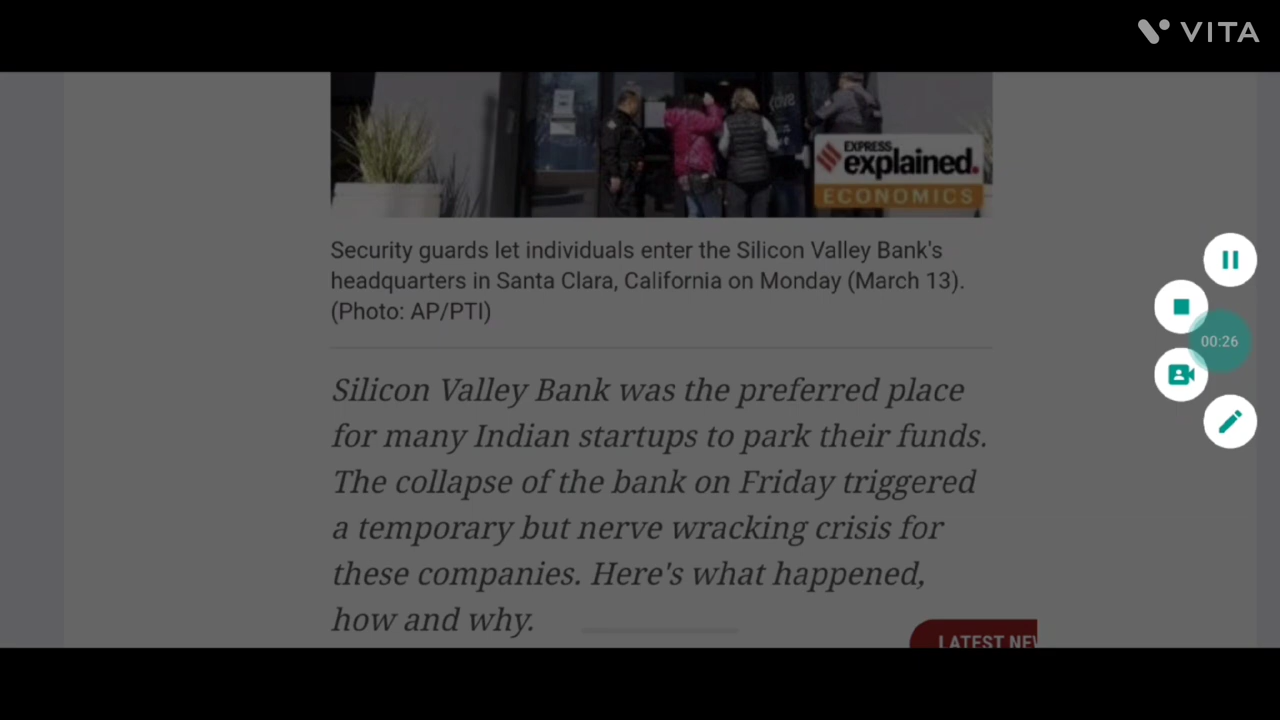 VITA
EXPRESS
explained.
ECONOMICS
Security guards let individuals enter the Silicon Valley Bank's
headquarters in Santa Clara, California on Monday (March 13).
(Photo: AP/PTI)
00:26
Silicon Valley Bank was the preferred place
for many Indian startups to park their funds.
The collapse of the bank on Friday triggered
a temporary but nerve wracking crisis for
these companies. Here's what happened,
how and why.
LATEST